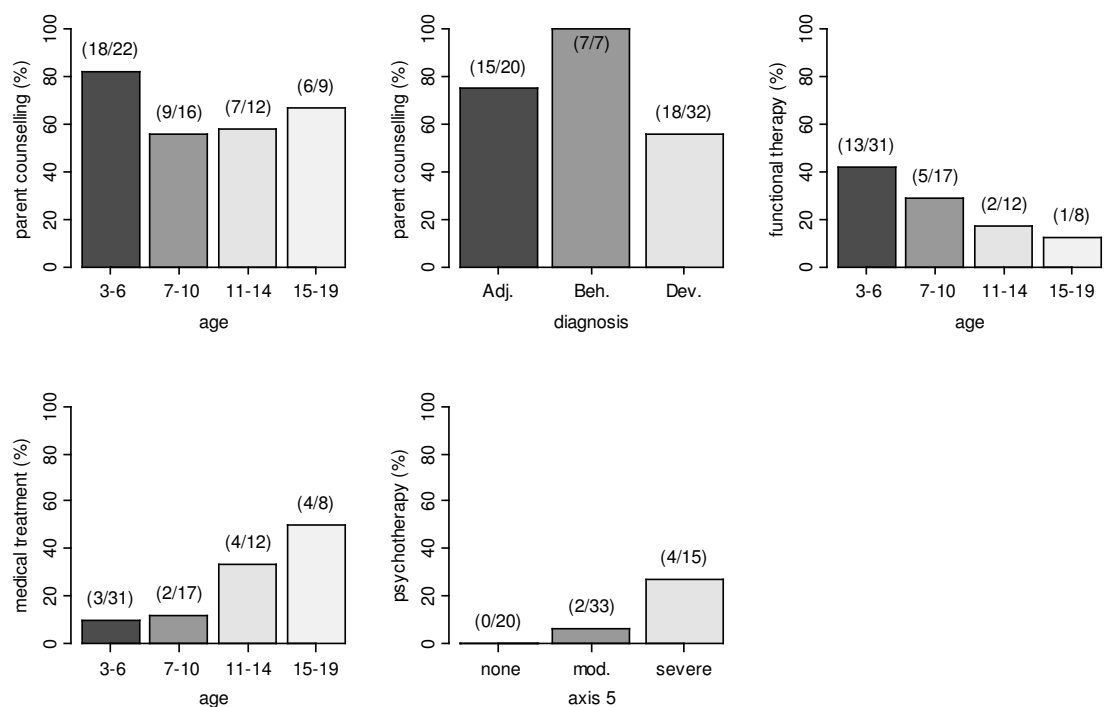 parent counselling (%)
0 20 40 60 80 100
(18/22)
(9/16)
(7/12)
(6/9)
3-6 7-10 11-14 15-19
age
parent counselling (%)
0 20 40 60 80 100
(15/20)
(7/7)
(18/32)
Adj. Beh. Dev.
diagnosis
functional therapy (%)
0 20 40 60 80 100
(13/31)
(5/17)
(2/12)
(1/8)
3-6 7-10 11-14 15-19
age
medical treatment (%)
0 20 40 60 80 100
(3/31)
(2/17)
(4/12)
(4/8)
3-6 7-10 11-14 15-19
age
psychotherapy (%)
0 20 40 60 80 100
(0/20)
(2/33)
(4/15)
none mod. severe
axis 5